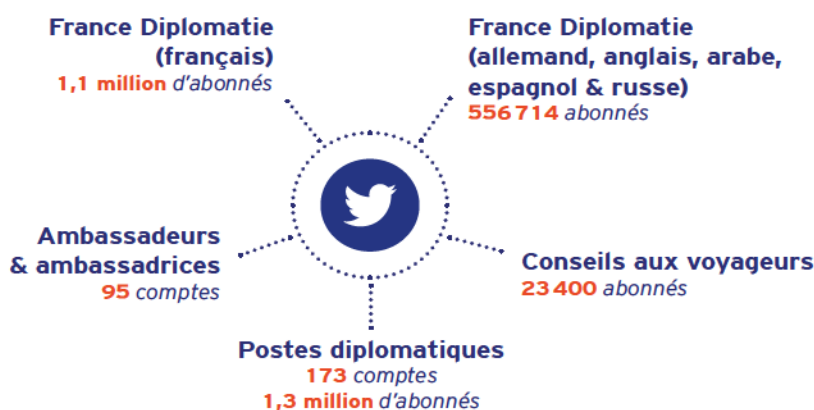 France Diplomatie
(français)
1,1 million d'abonnés
France Diplomatie
(allemand, anglais, arabe,
espagnol & russe)
556 714 abonnés
Ambassadeurs
& ambassadrices
95 comptes
Conseils aux voyageurs
23 400 abonnés
Postes diplomatiques
173 comptes
1,3 million d'abonnés